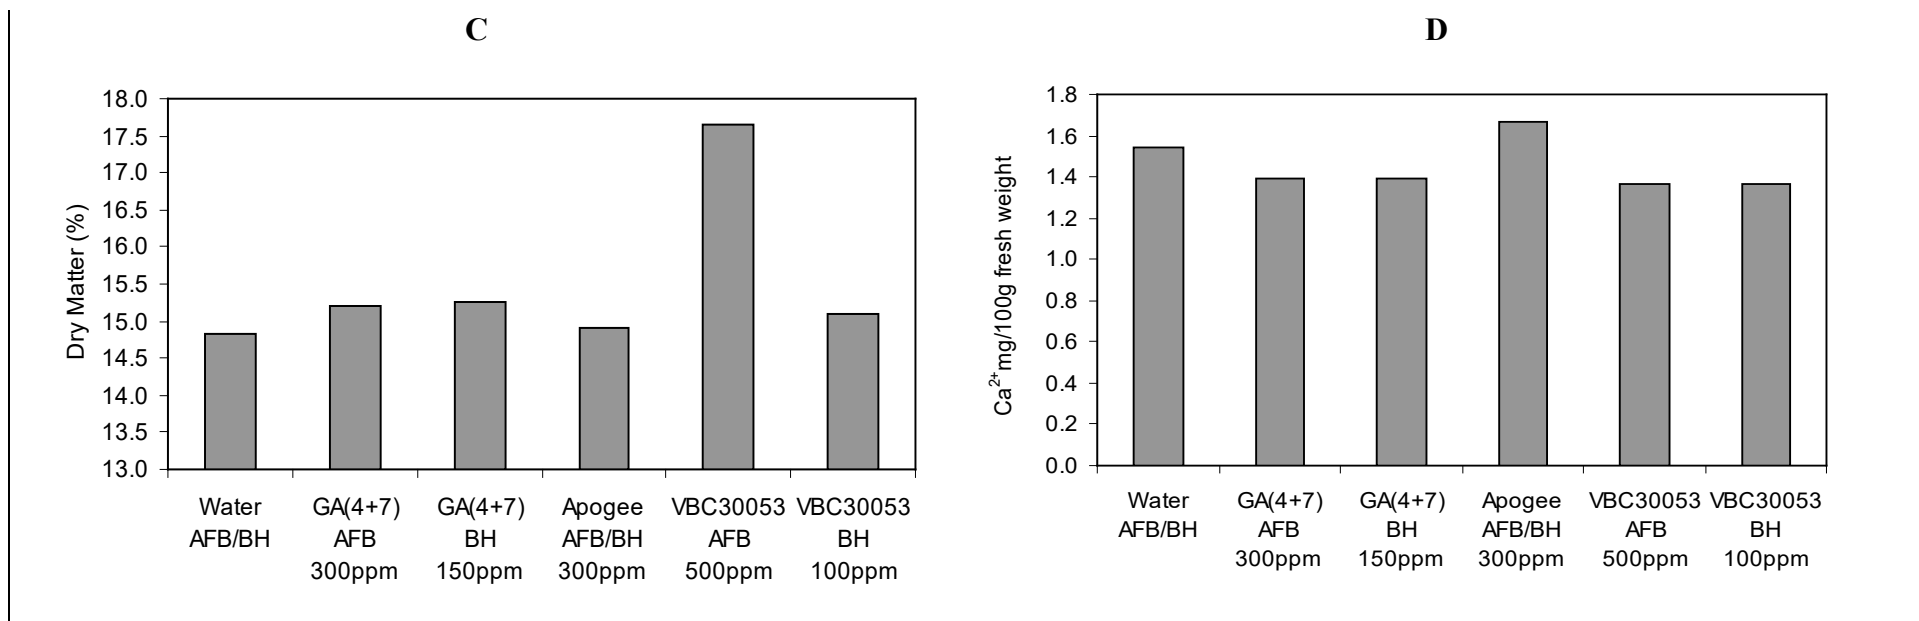 C
18.0
17.5
17.0
16.5
16.0
15.5
15.0
14.5
14.0
13.5
13.0
Dry Matter (%)
Water GA(4+7) GA(4+7) Apogee VBC30053 VBC30053
AFB/BH AFB BH AFB/BH AFB BH
300ppm 150ppm 300ppm 500ppm 100ppm
D
1.8
1.6
1.4
1.2
1.0
0.8
0.6
0.4
0.2
0.0
Ca²⁺mg/100g fresh weight
Water GA(4+7) GA(4+7) Apogee VBC30053 VBC30053
AFB/BH AFB BH AFB/BH AFB BH
300ppm 150ppm 300ppm 500ppm 100ppm